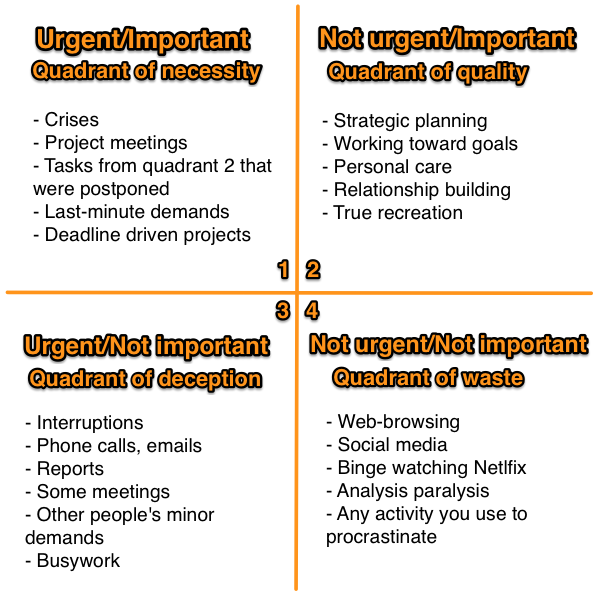 Urgent/Important
Quadrant of necessity
- Crises
- Project meetings
- Tasks from quadrant 2 that
were postponed
- Last-minute demands
- Deadline driven projects
1
Not urgent/Important
Quadrant of quality
- Strategic planning
- Working toward goals
- Personal care
- Relationship building
- True recreation
2
3
Urgent/Not important
Quadrant of deception
- Interruptions
- Phone calls, emails
- Reports
- Some meetings
- Other people's minor
demands
- Busywork
4
Not urgent/Not important
Quadrant of waste
- Web-browsing
- Social media
- Binge watching Netlfix
- Analysis paralysis
- Any activity you use to
procrastinate